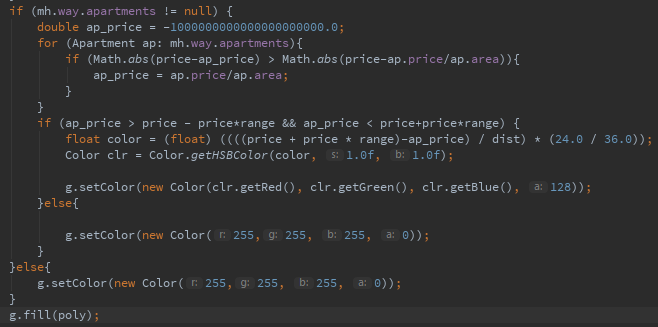 if (mh.way.apartments != null) {
double ap_price = -1000000000000000000000.0;
for (Apartment ap: mh.way.apartments){
if (Math.abs(price-ap_price) > Math.abs(price-ap.price/ap.area)){
ap_price = ap.price/ap.area;
}
}
if (ap_price > price - price*range && ap_price < price+price*range) {
float color = (float) ((((price + price * range)-ap_price) / dist) * (24.0 / 36.0));
Color clr = Color.getHSBColor(color, s: 1.0f, b: 1.0f);
g.setColor(new Color(clr.getRed(), clr.getGreen(), clr.getBlue(), a: 128));
}else{
g.setColor(new Color( r: 255, g: 255, b: 255, a: 0));
}
}else{
g.setColor(new Color( r: 255, g: 255, b: 255, a: 0));
}
g.fill(poly);